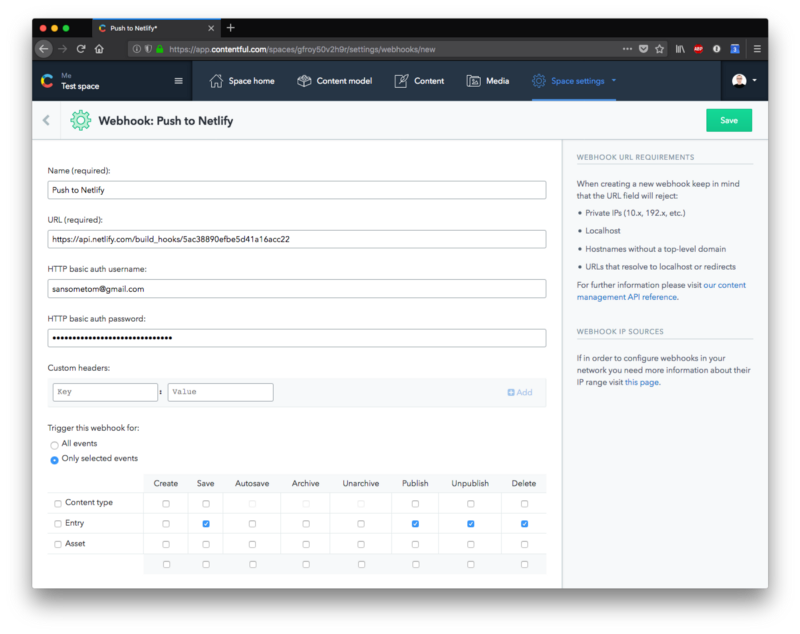 Push to Netlify*
https://app.contentful.com/spaces/gfroy50v2h9r/settings/webhooks/new
ABP
Me
Test space
Space home
Content model
Content
Media
Space settings
Webhook: Push to Netlify
Save
Name (required):
Push to Netlify
URL (required):
https://api.netlify.com/build_hooks/5ac38890efbe5d41a16acc22
HTTP basic auth username:
sansometom@gmail.com
HTTP basic auth password:
••••••••••••••••••••••••••••••
Custom headers:
Key : Value
Add
Trigger this webhook for:
All events
Only selected events
Create Save Autosave Archive Unarchive Publish Unpublish Delete
Content type
Entry
Asset
WEBHOOK URL REQUIREMENTS
When creating a new webhook keep in mind
that the URL field will reject:
• Private IPs (10.x, 192.x, etc.)
• Localhost
• Hostnames without a top-level domain
• URLs that resolve to localhost or redirects
For further information please visit our content
management API reference.
WEBHOOK IP SOURCES
If in order to configure webhooks in your
network you need more information about their
IP range visit this page.